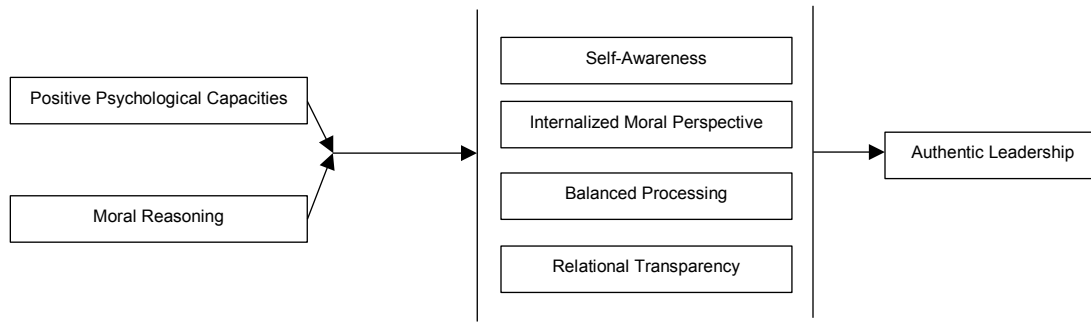 Positive Psychological Capacities
Moral Reasoning
Self-Awareness
Internalized Moral Perspective
Balanced Processing
Relational Transparency
Authentic Leadership